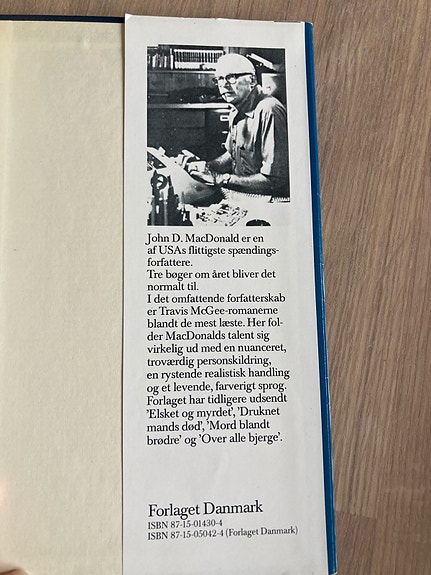 John D. MacDonald er en
af USAs flittigste spændings-
forfattere.
Tre bøger om året bliver det
normalt til.
I det omfattende forfatterskab
er Travis McGee-romanerne
blandt de mest læste. Her fol-
der MacDonalds talent sig
virkelig ud med en nuanceret,
troværdig personskildring,
en rystende realistisk handling
og et levende, farverigt sprog.
Forlaget har tidligere udsendt
'Elsket og myrdet', 'Druknet
mands død', 'Mord blandt
brødre' og 'Over alle bjerge'.
Forlaget Danmark
ISBN 87-15-01430-4
ISBN 87-15-05042-4 (Forlaget Danmark)